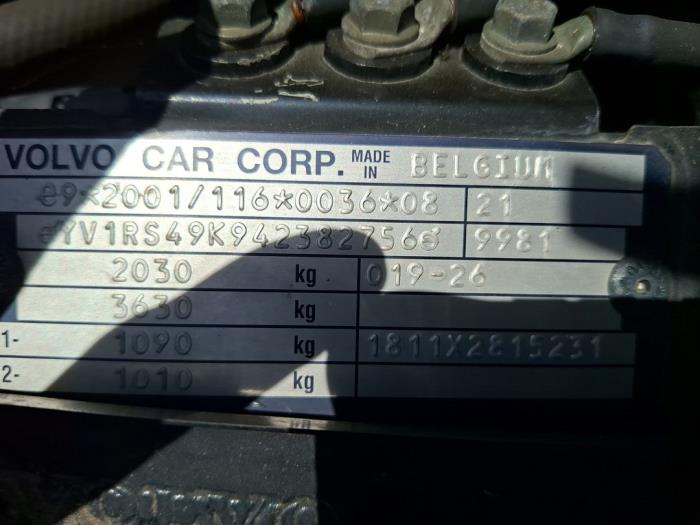 VOLVO CAR CORP. MADE IN BELGIUM
e9*2001/116*0036*08 21
YV1RS49K942382756 9981
2030 kg 019-26
3630 kg
1- 1090 kg 1811X2815231
2- 1010 kg